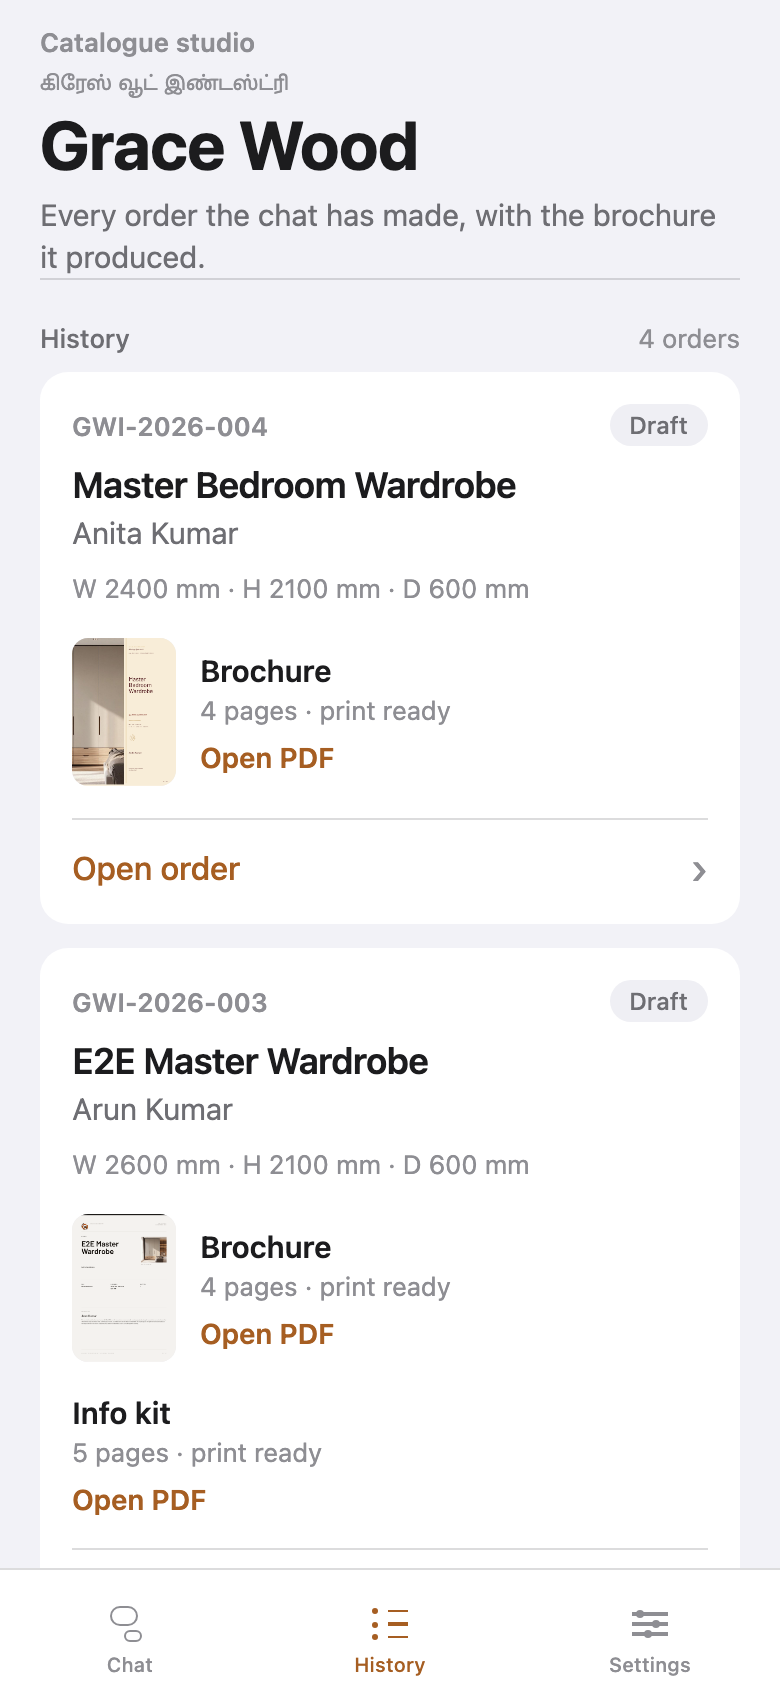 Catalogue studio
கிரேஸ் வூட் இண்டஸ்ட்ரி
Grace Wood
Every order the chat has made, with the brochure
it produced.
History
4 orders
GWI-2026-004
Draft
Master Bedroom Wardrobe
Anita Kumar
W 2400 mm · H 2100 mm · D 600 mm
Master
Bedroom
Wardrobe
Brochure
4 pages · print ready
Open PDF
Open order
GWI-2026-003
Draft
E2E Master Wardrobe
Arun Kumar
W 2600 mm · H 2100 mm · D 600 mm
E2E Master
Wardrobe
Brochure
4 pages · print ready
Open PDF
Info kit
5 pages · print ready
Open PDF
Chat
History
Settings